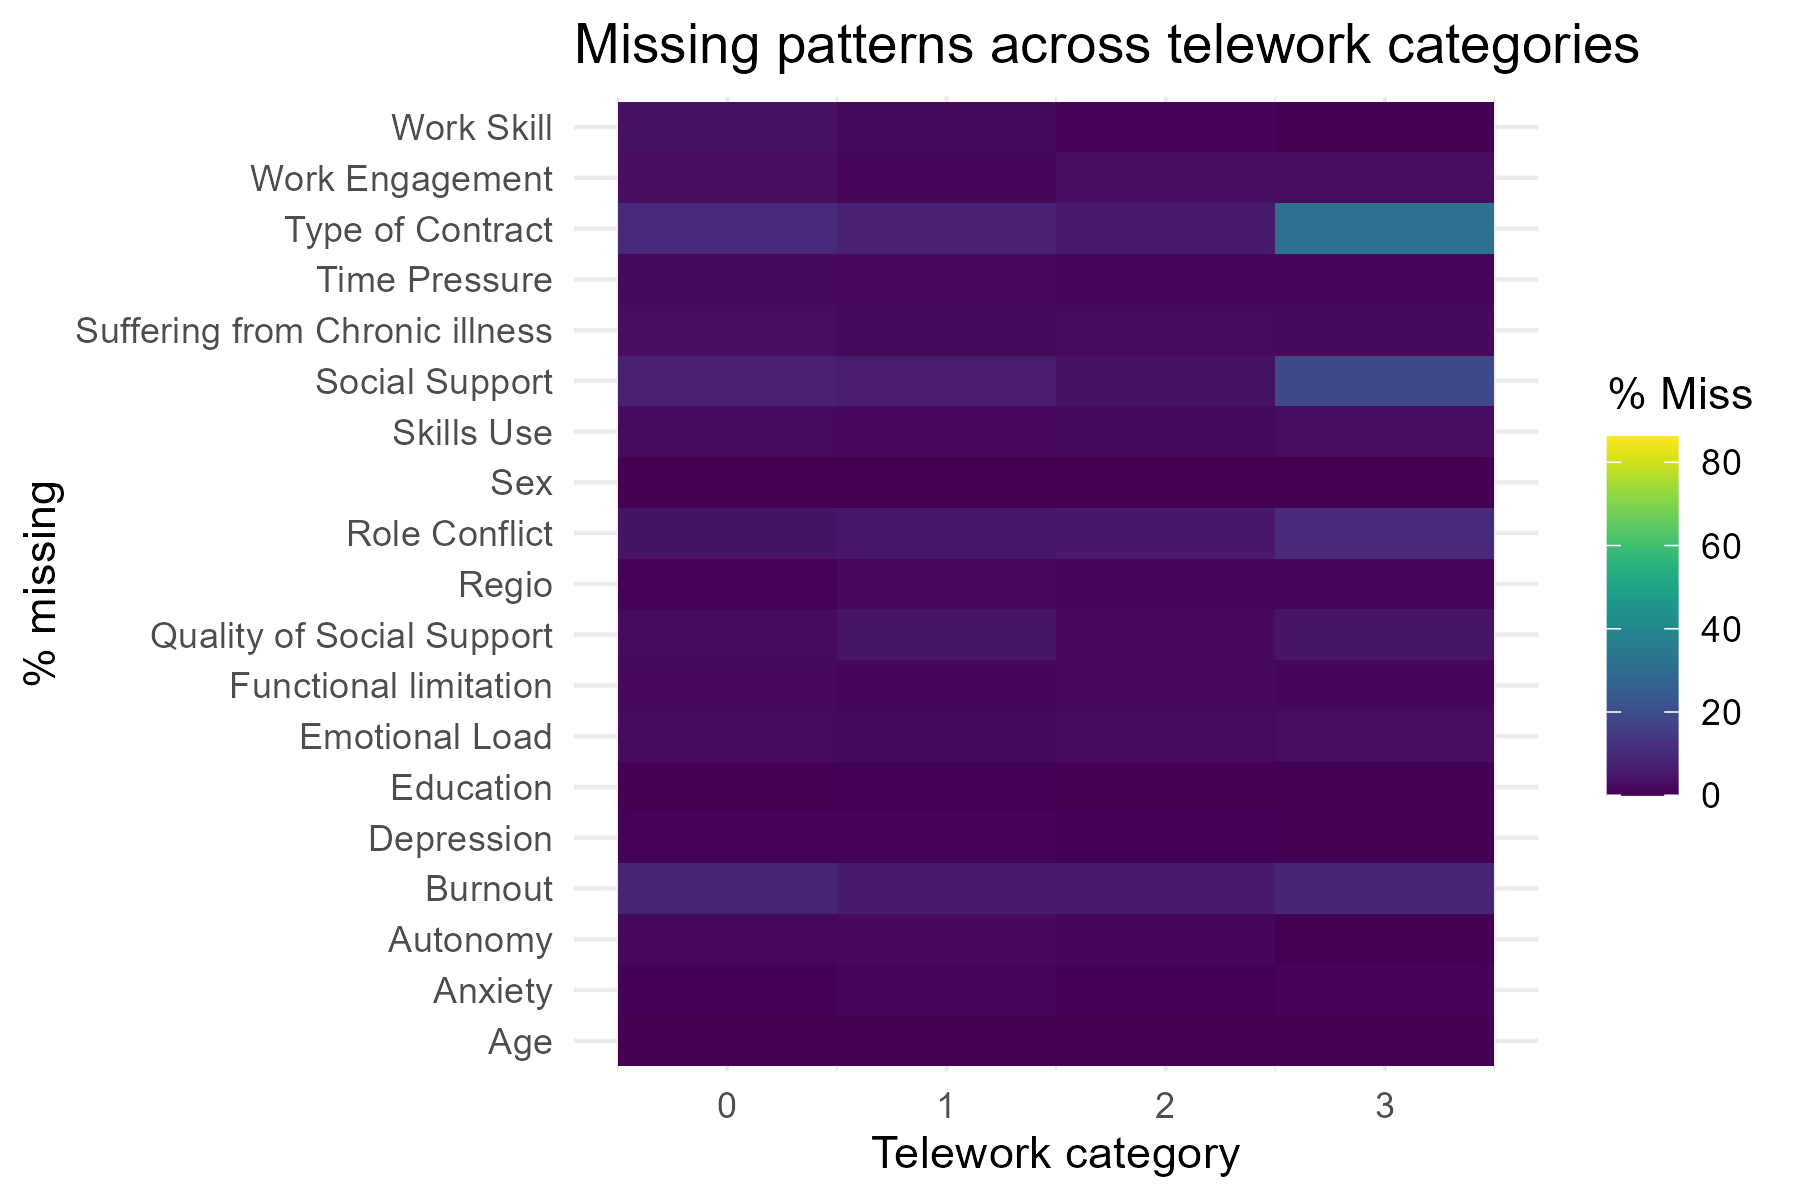 Missing patterns across telework categories
Work Skill
Work Engagement
Type of Contract
Time Pressure
Suffering from Chronic illness
Social Support
Skills Use
Sex
Role Conflict
Regio
Quality of Social Support
Functional limitation
Emotional Load
Education
Depression
Burnout
Autonomy
Anxiety
Age
% missing
0 1 2 3
Telework category
% Miss
80
60
40
20
0